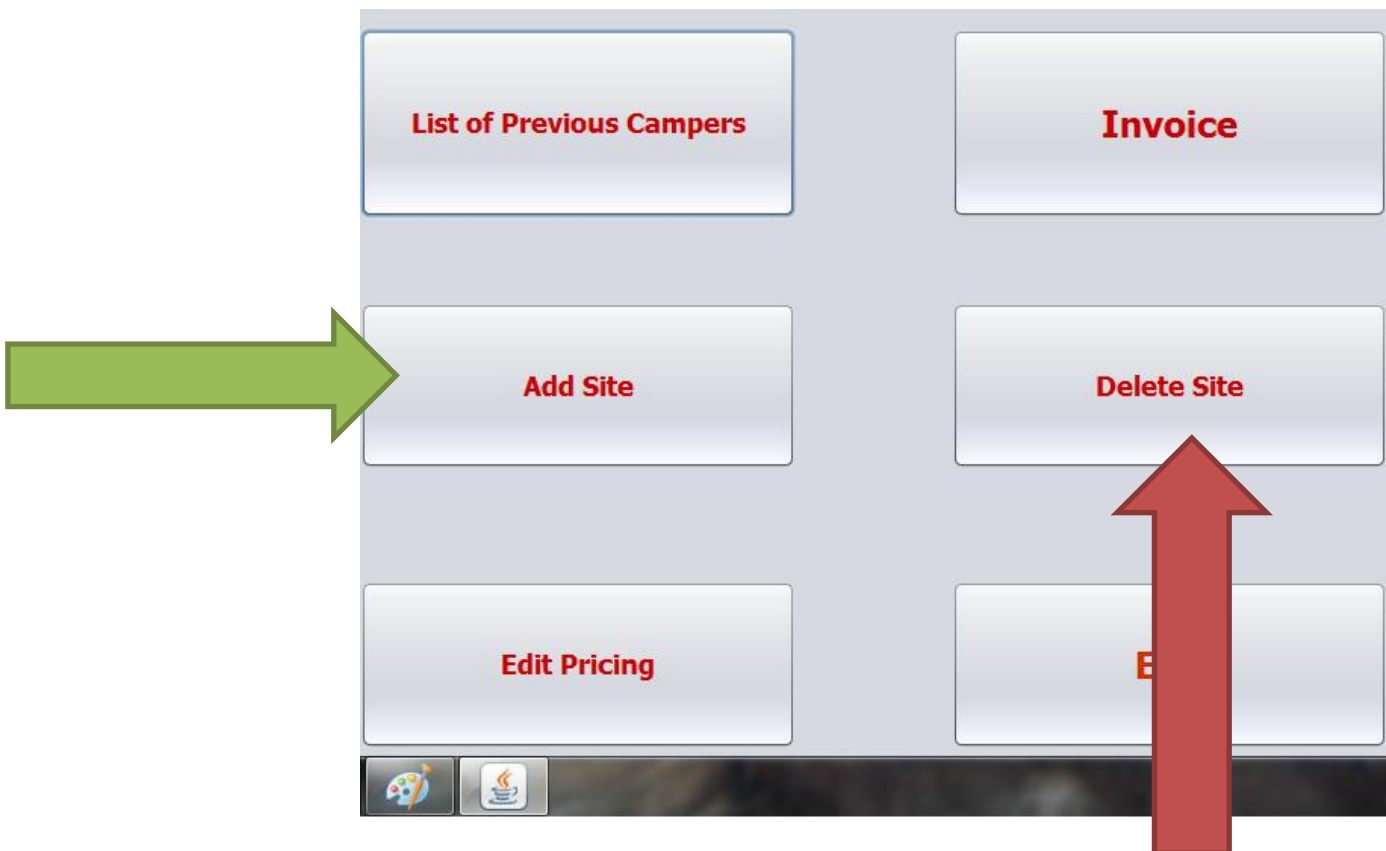 List of Previous Campers
Invoice
Add Site
Delete Site
Edit Pricing